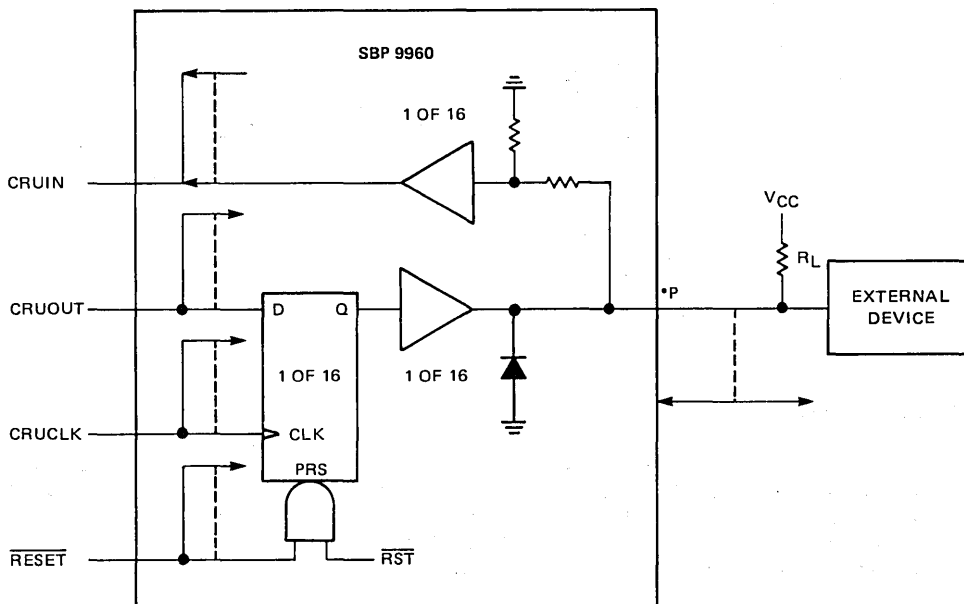 SBP 9960
1 OF 16
CRUIN
VCC
RL
CRUOUT
D Q
•P
EXTERNAL
DEVICE
1 OF 16
1 OF 16
CRUCLK
CLK
PRS
RESET
RST